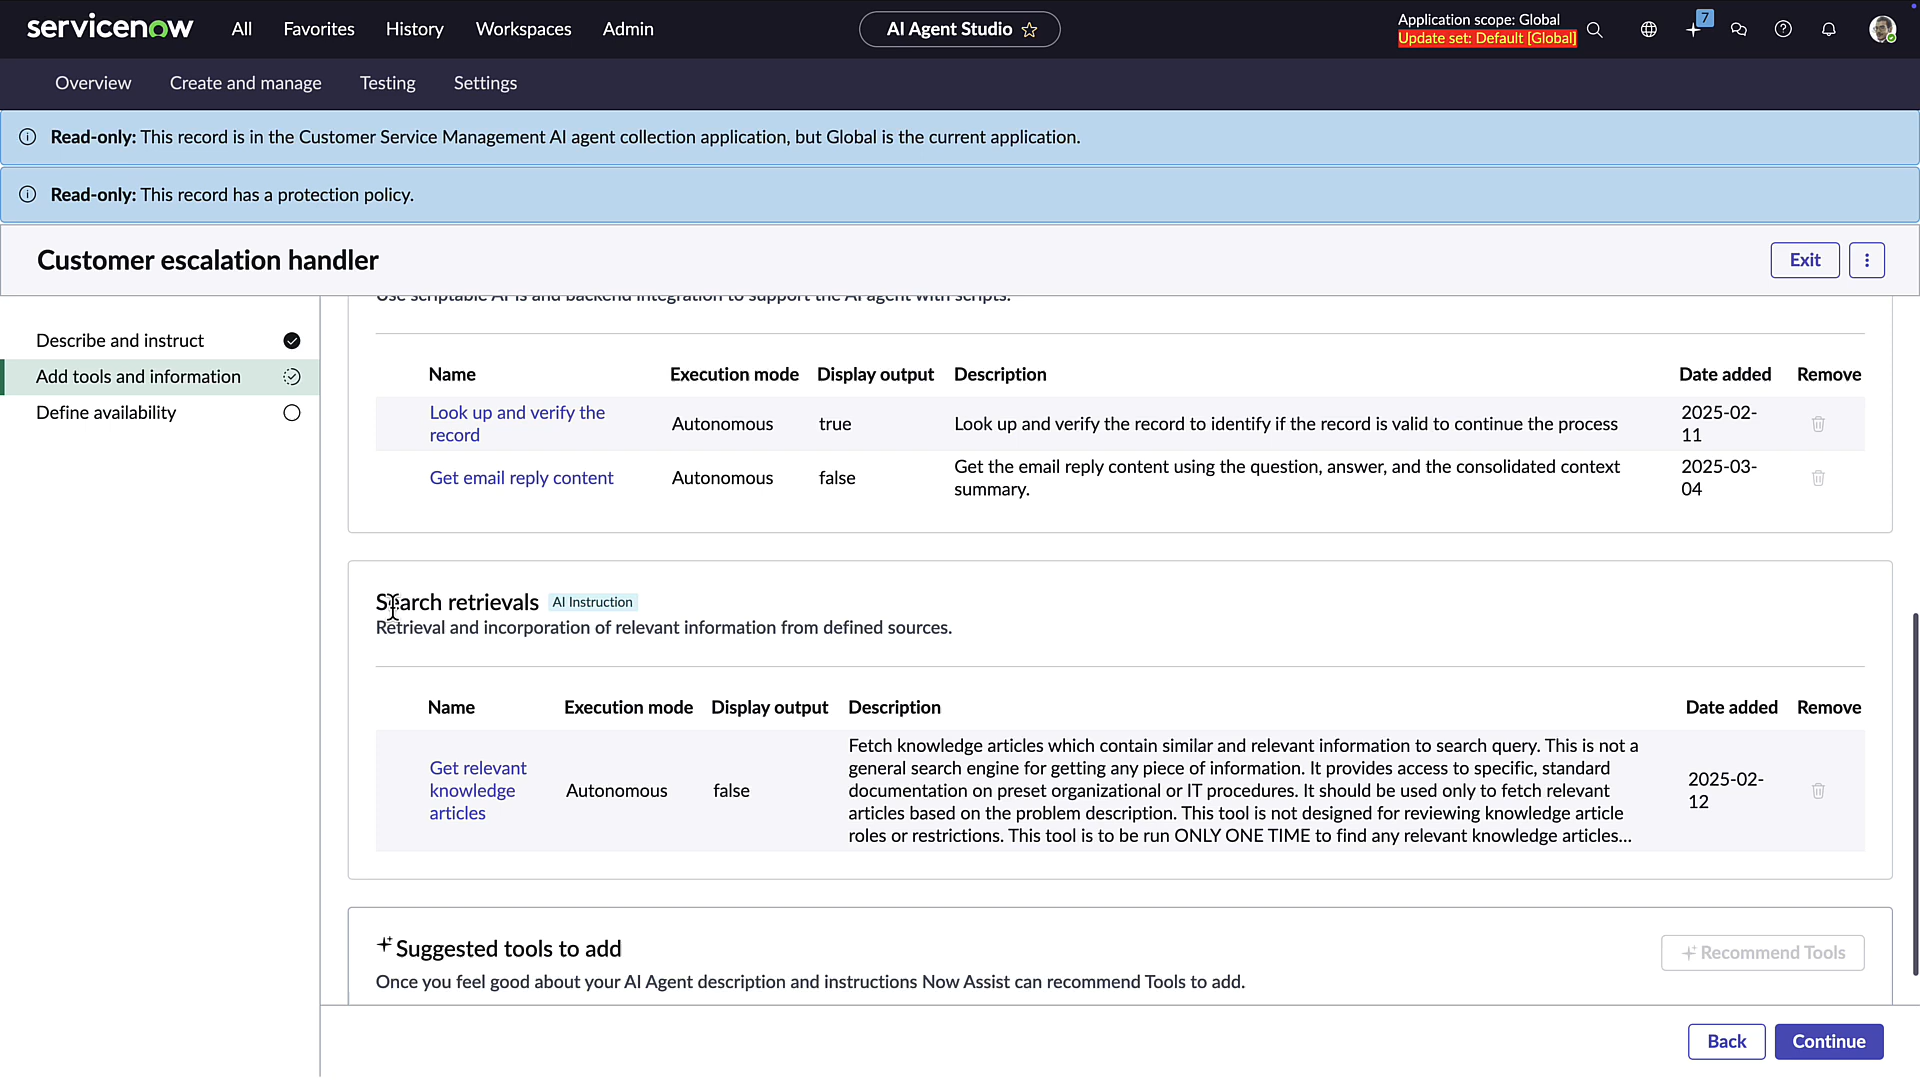 servicenow
All
Favorites
History
Workspaces
Admin
AI Agent Studio
Application scope: Global
Update set: Default [Global]
7
Overview
Create and manage
Testing
Settings
Read-only: This record is in the Customer Service Management AI agent collection application, but Global is the current application.
Read-only: This record has a protection policy.
Customer escalation handler
Exit
Describe and instruct
Add tools and information
Define availability
Use scriptable APIs and backend integration to support the AI agent with scripts.
Name
Execution mode
Display output
Description
Date added
Remove
Look up and verify the
record
Autonomous
true
Look up and verify the record to identify if the record is valid to continue the process
2025-02-
11
Get email reply content
Autonomous
false
Get the email reply content using the question, answer, and the consolidated context
summary.
2025-03-
04
Search retrievals
AI Instruction
Retrieval and incorporation of relevant information from defined sources.
Name
Execution mode
Display output
Description
Date added
Remove
Get relevant
knowledge
articles
Autonomous
false
Fetch knowledge articles which contain similar and relevant information to search query. This is not a
general search engine for getting any piece of information. It provides access to specific, standard
documentation on preset organizational or IT procedures. It should be used only to fetch relevant
articles based on the problem description. This tool is not designed for reviewing knowledge article
roles or restrictions. This tool is to be run ONLY ONE TIME to find any relevant knowledge articles...
2025-02-
12
Suggested tools to add
Recommend Tools
Once you feel good about your AI Agent description and instructions Now Assist can recommend Tools to add.
Back
Continue